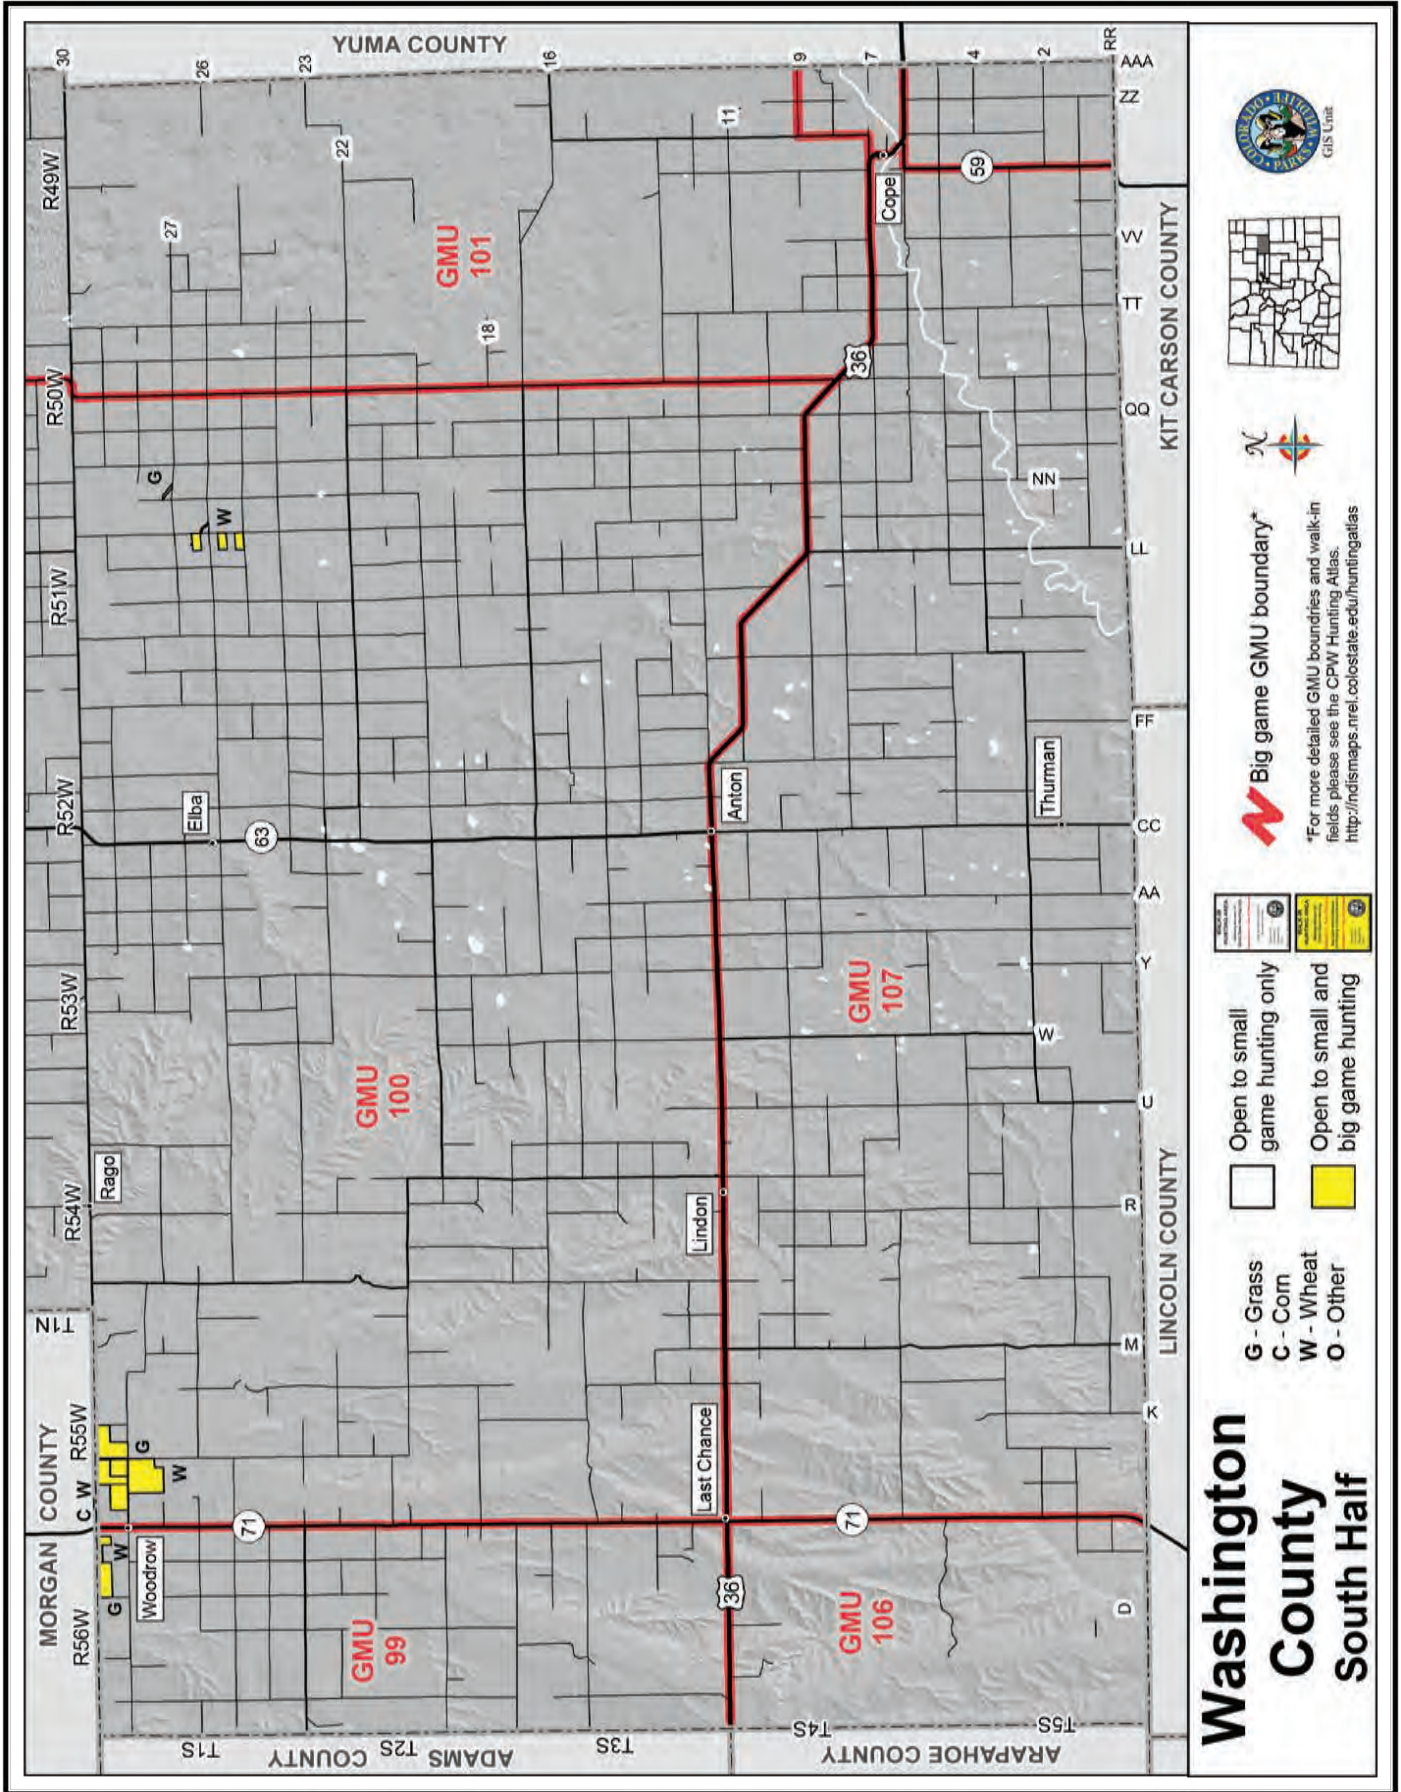 MORGAN COUNTY
R56W
C W
R55W
T1N
R54W
R53W
R52W
R51W
R50W
R49W
30
G
W
Woodrow
G
W
Rago
Elba
G
W
27
26
T1S
71
63
23
22
GMU
99
GMU
100
GMU
101
YUMA COUNTY
T2S
ADAMS
COUNTY
18
16
T3S
Last Chance
Lindon
Anton
11
36
36
9
7
T4S
ARAPAHOE COUNTY
GMU
106
71
GMU
107
Cope
59
4
2
Thurman
NN
T5S
D
K
M
R
U
W
Y
AA
CC
FF
LL
QQ
TT
VV
ZZ
AAA
RR
LINCOLN COUNTY
KIT CARSON COUNTY
Washington
County
South Half
G - Grass
C - Corn
W - Wheat
O - Other
Open to small
game hunting only
Open to small and
big game hunting
Big game GMU boundary*
*For more detailed GMU boundries and walk-in
fields please see the CPW Hunting Atlas.
http://ndismaps.nrel.colostate.edu/huntingatlas
N
COLORADO
PARKS • WILDLIFE
GIS Unit